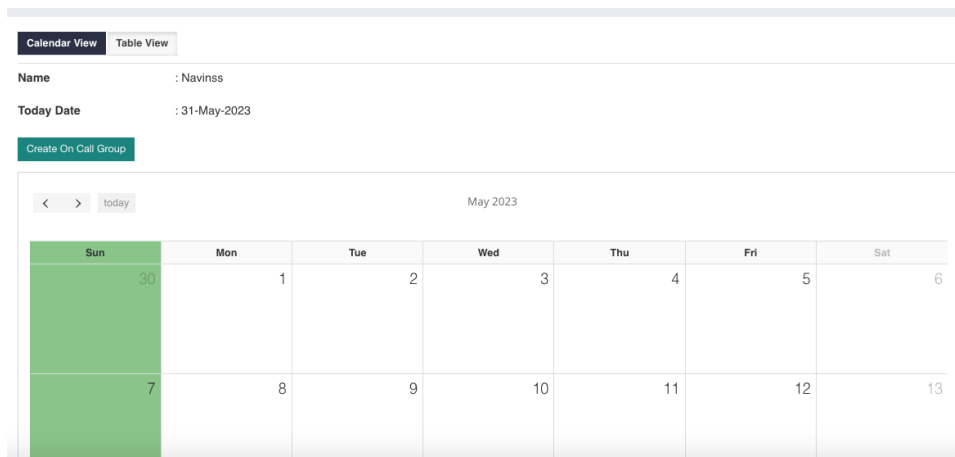 Calendar View Table View
Name : Navinss
Today Date : 31-May-2023
Create On Call Group
today May 2023
Sun Mon Tue Wed Thu Fri Sat
30 1 2 3 4 5 6
7 8 9 10 11 12 13